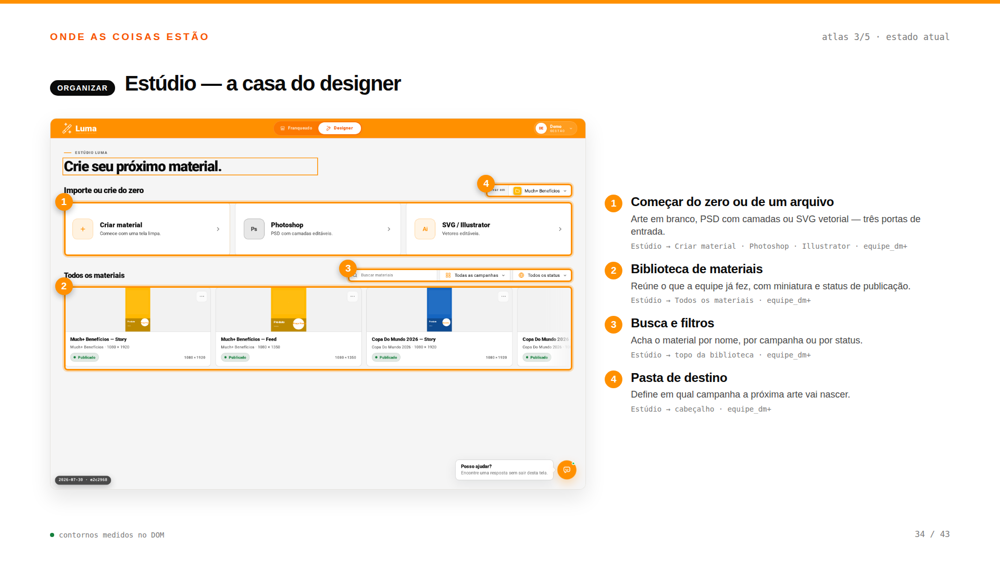 ONDE AS COISAS ESTÃO
atlas 3/5 · estado atual
ORGANIZAR
Estúdio — a casa do designer
Luma
Franqueado
Designer
DE
Demo
GESTÃO
ESTÚDIO LUMA
Crie seu próximo material.
Importe ou crie do zero
4
var em
Much+ Benefícios
1
+
Criar material
Comece com uma tela limpa.
Ps
Photoshop
PSD com camadas editáveis.
Ai
SVG / Illustrator
Vetores editáveis.
Todos os materiais
3
Buscar materiais
Todas as campanhas
Todos os status
2
Produto
Produto
Produto
Much+ Benefícios — Story
Much+ Benefícios · 1080 × 1920
Publicado
1080×1920
Much+ Benefícios — Feed
Much+ Benefícios · 1080 × 1350
Publicado
1080×1350
Copa Do Mundo 2026 — Story
Copa Do Mundo 2026 · 1080 × 1920
Publicado
1080×1920
Copa Do Mundo 2026
Copa Do Mundo 2026 · 10
Publicado
Posso ajudar?
Encontre uma resposta sem sair desta tela.
2026-07-30 · e2c2968
1
Começar do zero ou de um arquivo
Arte em branco, PSD com camadas ou SVG vetorial — três portas de
entrada.
Estúdio → Criar material · Photoshop · Illustrator · equipe_dm+
2
Biblioteca de materiais
Reúne o que a equipe já fez, com miniatura e status de publicação.
Estúdio → Todos os materiais · equipe_dm+
3
Busca e filtros
Acha o material por nome, por campanha ou por status.
Estúdio → topo da biblioteca · equipe_dm+
4
Pasta de destino
Define em qual campanha a próxima arte vai nascer.
Estúdio → cabeçalho · equipe_dm+
contornos medidos no DOM
34 / 43